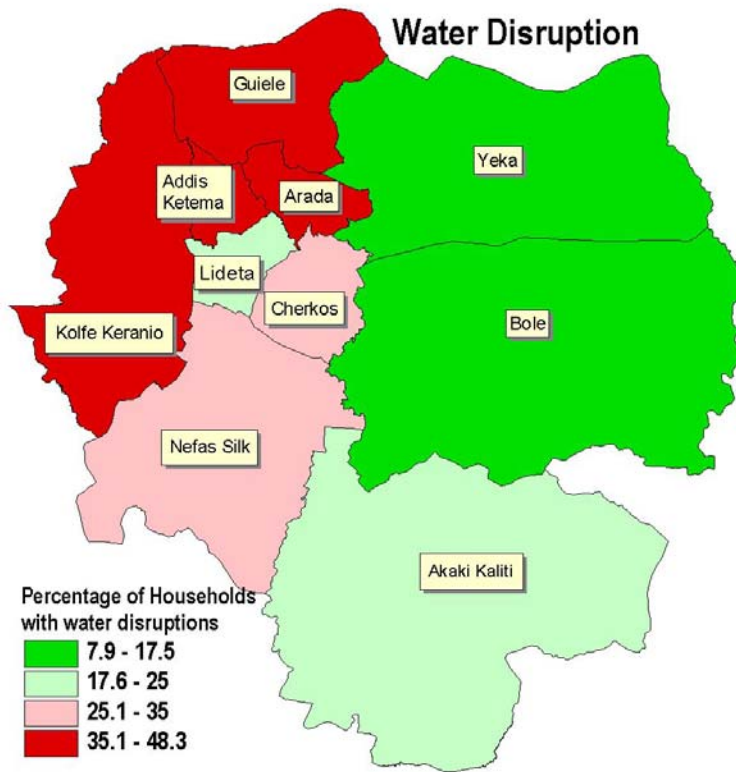 Water Disruption
Guiele
Yeka
Addis
Ketema
Arada
Lideta
Cherkos
Kolfe Keranio
Bole
Nefas Silk
Akaki Kaliti
Percentage of Households
with water disruptions
7.9 - 17.5
17.6 - 25
25.1 - 35
35.1 - 48.3